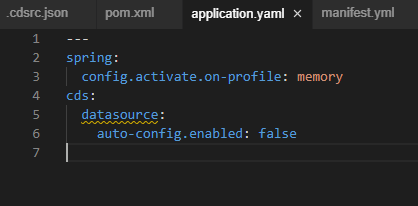 .cdsrc.json pom.xml application.yaml × manifest.yml
1 ---
2 spring:
3   config.activate.on-profile: memory
4 cds:
5   datasource:
6     auto-config.enabled: false
7